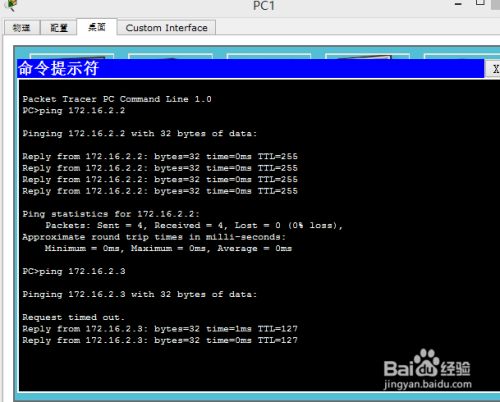 PC1
物理 配置 桌面 Custom Interface
命令提示符 X
Packet Tracer PC Command Line 1.0
PC>ping 172.16.2.2
Pinging 172.16.2.2 with 32 bytes of data:
Reply from 172.16.2.2: bytes=32 time=0ms TTL=255
Reply from 172.16.2.2: bytes=32 time=0ms TTL=255
Reply from 172.16.2.2: bytes=32 time=0ms TTL=255
Reply from 172.16.2.2: bytes=32 time=0ms TTL=255
Ping statistics for 172.16.2.2:
Packets: Sent = 4, Received = 4, Lost = 0 (0% loss),
Approximate round trip times in milli-seconds:
Minimum = 0ms, Maximum = 0ms, Average = 0ms
PC>ping 172.16.2.3
Pinging 172.16.2.3 with 32 bytes of data:
Request timed out.
Reply from 172.16.2.3: bytes=32 time=1ms TTL=127
Reply from 172.16.2.3: bytes=32 time=0ms TTL=127
Baidu经验
jingyan.baidu.com